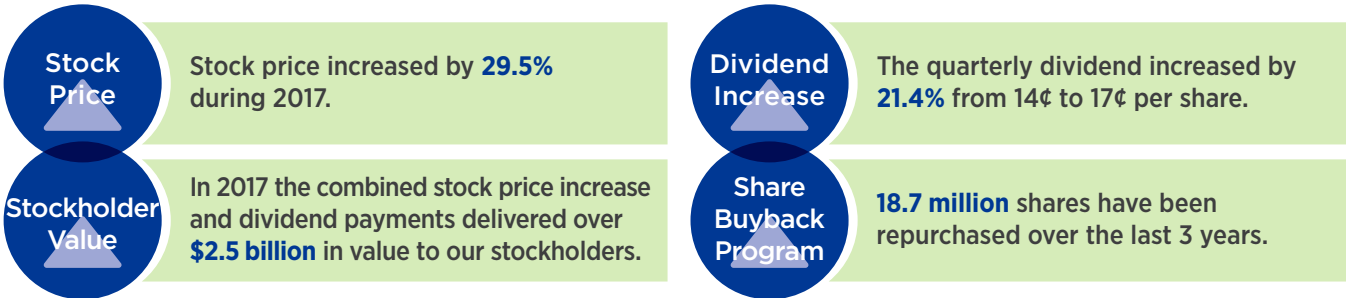 Stock
Price
Stock price increased by 29.5%
during 2017.
Stockholder
Value
In 2017 the combined stock price increase
and dividend payments delivered over
$2.5 billion in value to our stockholders.
Dividend
Increase
The quarterly dividend increased by
21.4% from 14¢ to 17¢ per share.
Share
Buyback
Program
18.7 million shares have been
repurchased over the last 3 years.